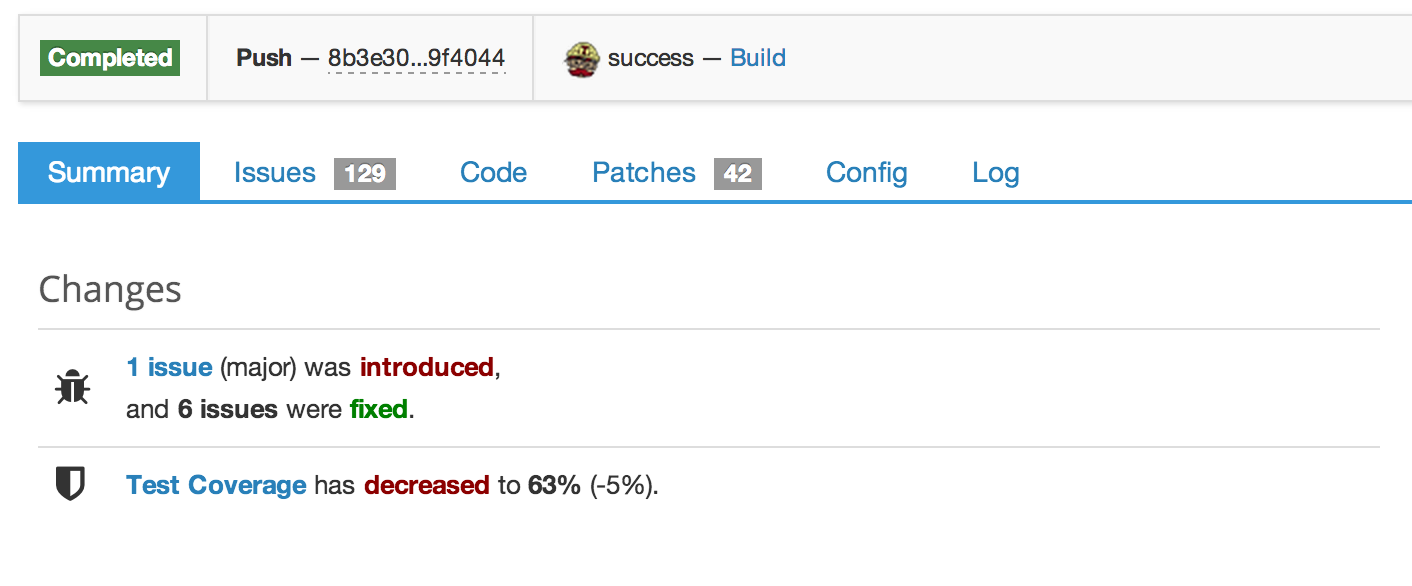 Completed Push — 8b3e30...9f4044 success — Build
Summary Issues 129 Code Patches 42 Config Log
Changes
1 issue (major) was introduced,
and 6 issues were fixed.
Test Coverage has decreased to 63% (-5%).